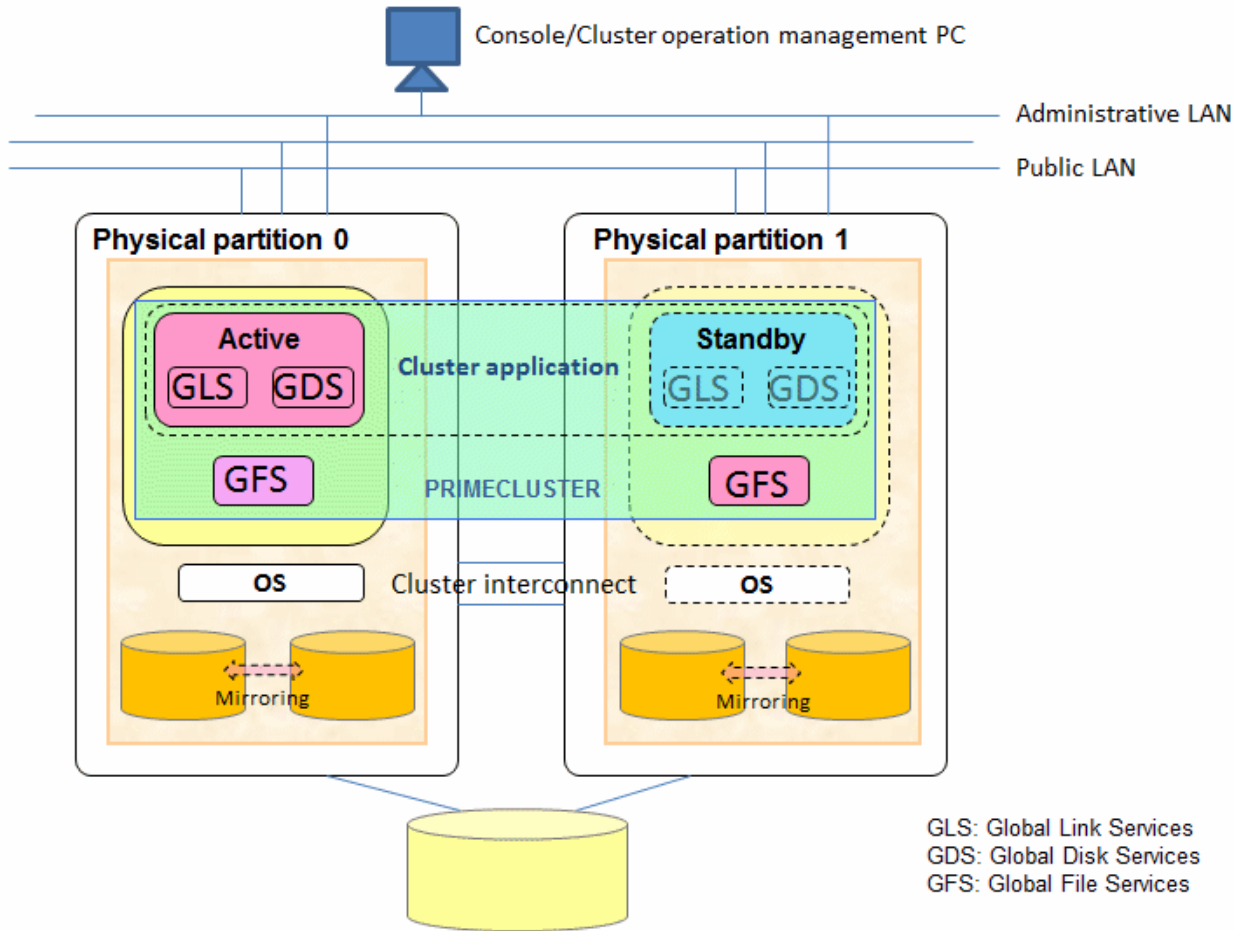 Console/Cluster operation management PC
Administrative LAN
Public LAN
Physical partition 0
Physical partition 1
Active
GLS
GDS
Cluster application
Standby
GLS
GDS
GFS
PRIMECLUSTER
GFS
OS
Cluster interconnect
OS
Mirroring
Mirroring
GLS: Global Link Services
GDS: Global Disk Services
GFS: Global File Services